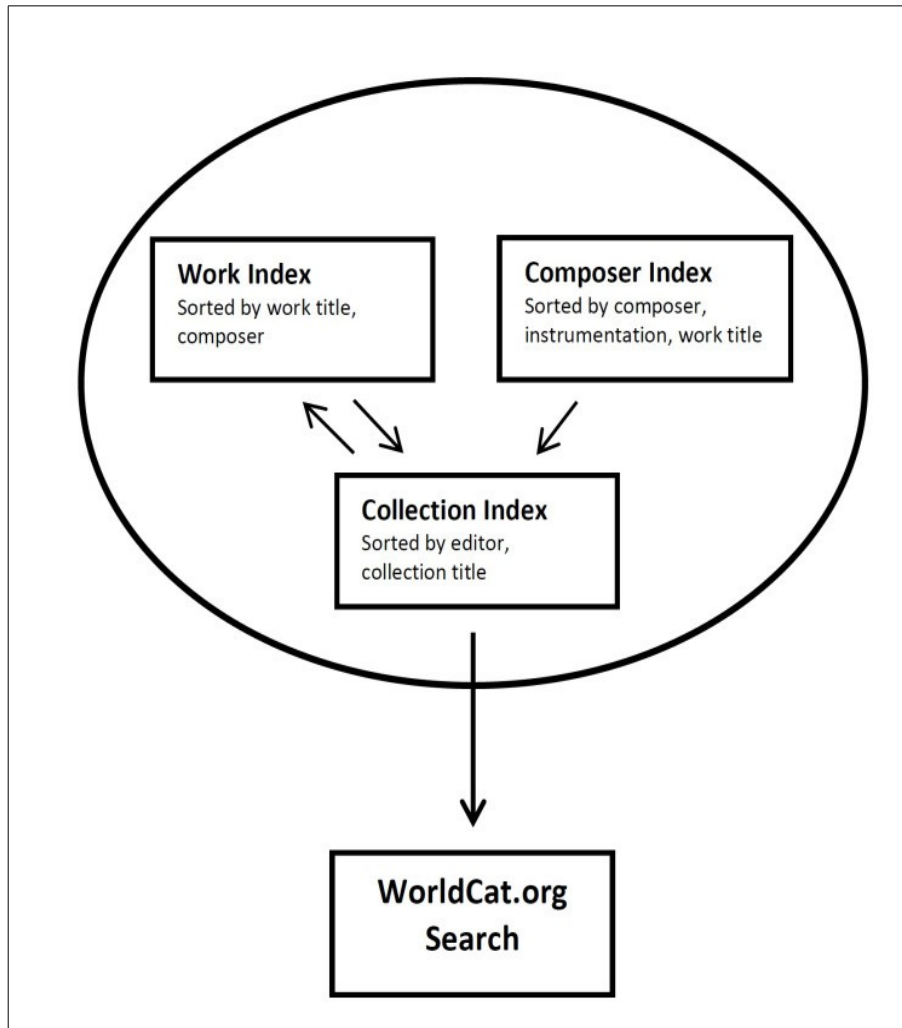 Work Index
Sorted by work title,
composer
Composer Index
Sorted by composer,
instrumentation, work title
Collection Index
Sorted by editor,
collection title
WorldCat.org
Search